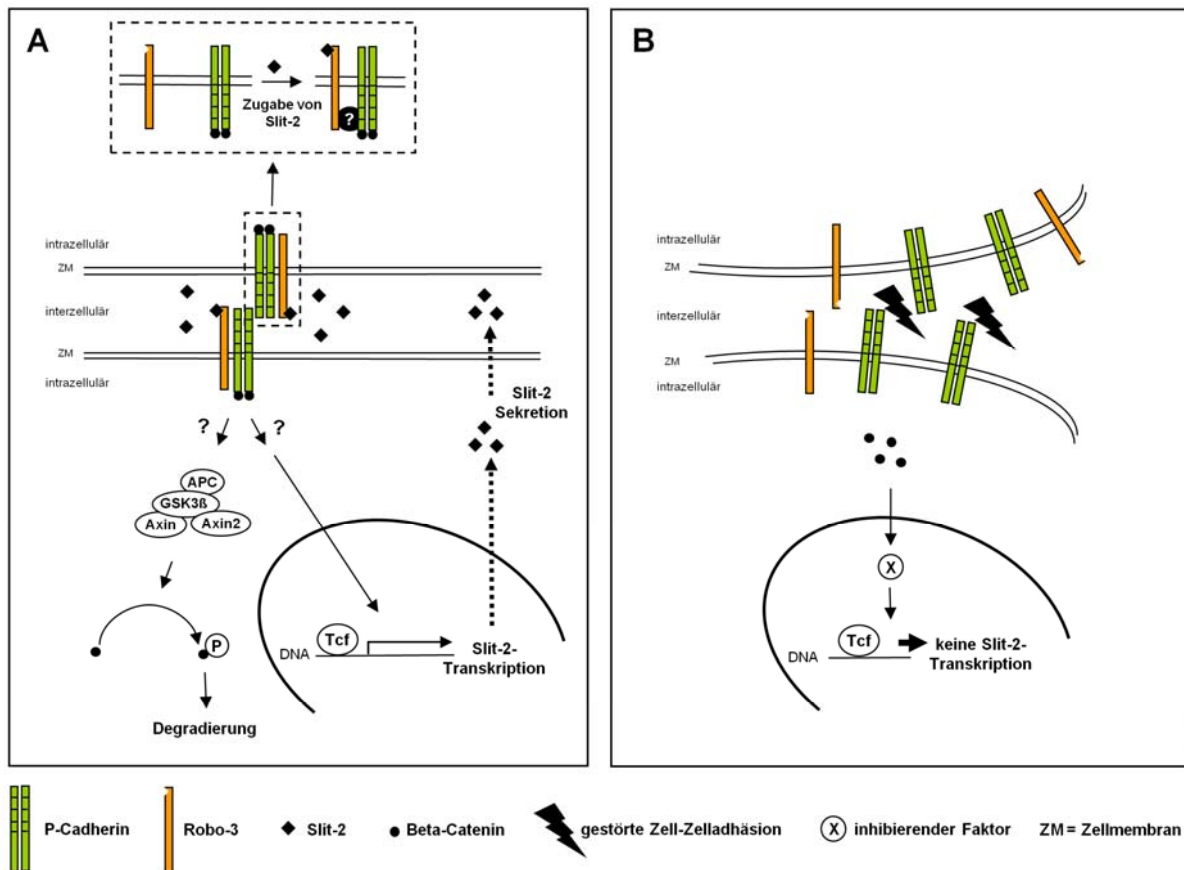 A
Zugabe von
Slit-2
?
intrazellulär
ZM
interzellulär
ZM
intrazellulär
Slit-2
Sekretion
? ?
APC
GSK3ß
Axin Axin2
P
Degradierung
Tcf
DNA
Slit-2-
Transkription
B
intrazellulär
ZM
interzellulär
ZM
intrazellulär
X
Tcf
DNA
keine Slit-2-
Transkription
P-Cadherin Robo-3 Slit-2 Beta-Catenin gestörte Zell-Zelladhäsion X inhibierender Faktor ZM = Zellmembran